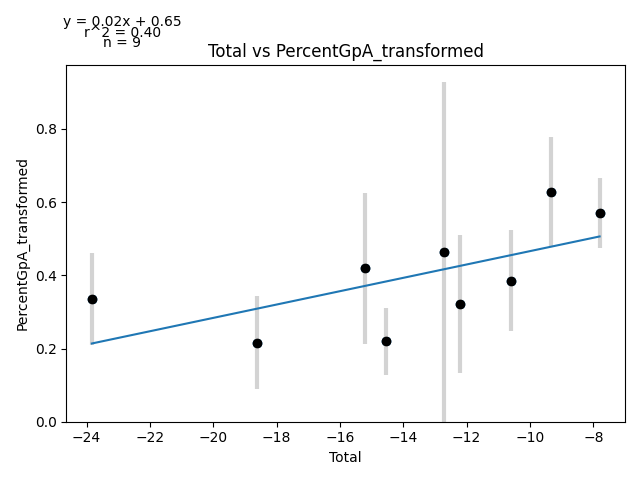 y = 0.02x + 0.65
r^2 = 0.40
n = 9
Total vs PercentGpA_transformed
PercentGpA_transformed
0.8
0.6
0.4
0.2
0.0
−24
−22
−20
−18
−16
−14
−12
−10
−8
Total